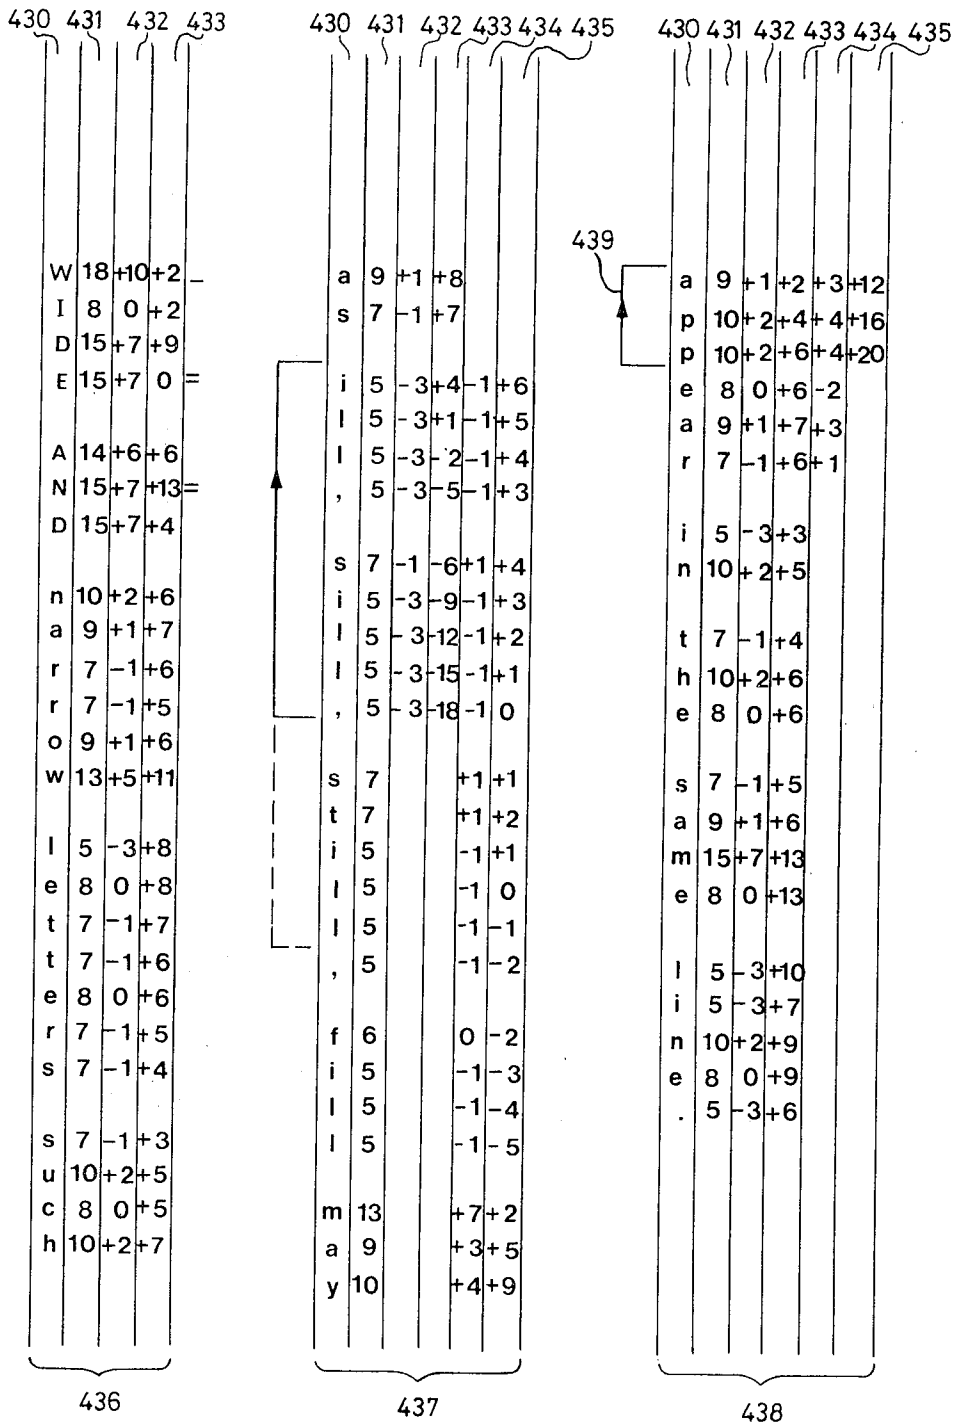 430 431 432 433
W 18 +10 +2 _
I 8 0 +2
D 15 +7 +9
E 15 +7 0 =
A 14 +6 +6
N 15 +7 +13 =
D 15 +7 +4
n 10 +2 +6
a 9 +1 +7
r 7 -1 +6
r 7 -1 +5
o 9 +1 +6
w 13 +5 +11
l 5 -3 +8
e 8 0 +8
t 7 -1 +7
t 7 -1 +6
e 8 0 +6
r 7 -1 +5
s 7 -1 +4
s 7 -1 +3
u 10 +2 +5
c 8 0 +5
h 10 +2 +7
436
430 431 432 433 434 435
a 9 +1 +8
s 7 -1 +7
i 5 -3 +4 -1 +6
l 5 -3 +1 -1 +5
l 5 -3 -2 -1 +4
, 5 -3 -5 -1 +3
s 7 -1 -6 +1 +4
i 5 -3 -9 -1 +3
l 5 -3 -12 -1 +2
l 5 -3 -15 -1 +1
, 5 -3 -18 -1 0
s 7 +1 +1
t 7 +1 +2
i 5 -1 +1
l 5 -1 0
l 5 -1 -1
, 5 -1 -2
f 6 0 -2
i 5 -1 -3
l 5 -1 -4
l 5 -1 -5
m 13 +7 +2
a 9 +3 +5
y 10 +4 +9
437
430 431 432 433 434 435
439
a 9 +1 +2 +3 +12
p 10 +2 +4 +4 +16
p 10 +2 +6 +4 +20
e 8 0 +6 -2
a 9 +1 +7 +3
r 7 -1 +6 +1
i 5 -3 +3
n 10 +2 +5
t 7 -1 +4
h 10 +2 +6
e 8 0 +6
s 7 -1 +5
a 9 +1 +6
m 15 +7 +13
e 8 0 +13
l 5 -3 +10
i 5 -3 +7
n 10 +2 +9
e 8 0 +9
. 5 -3 +6
438